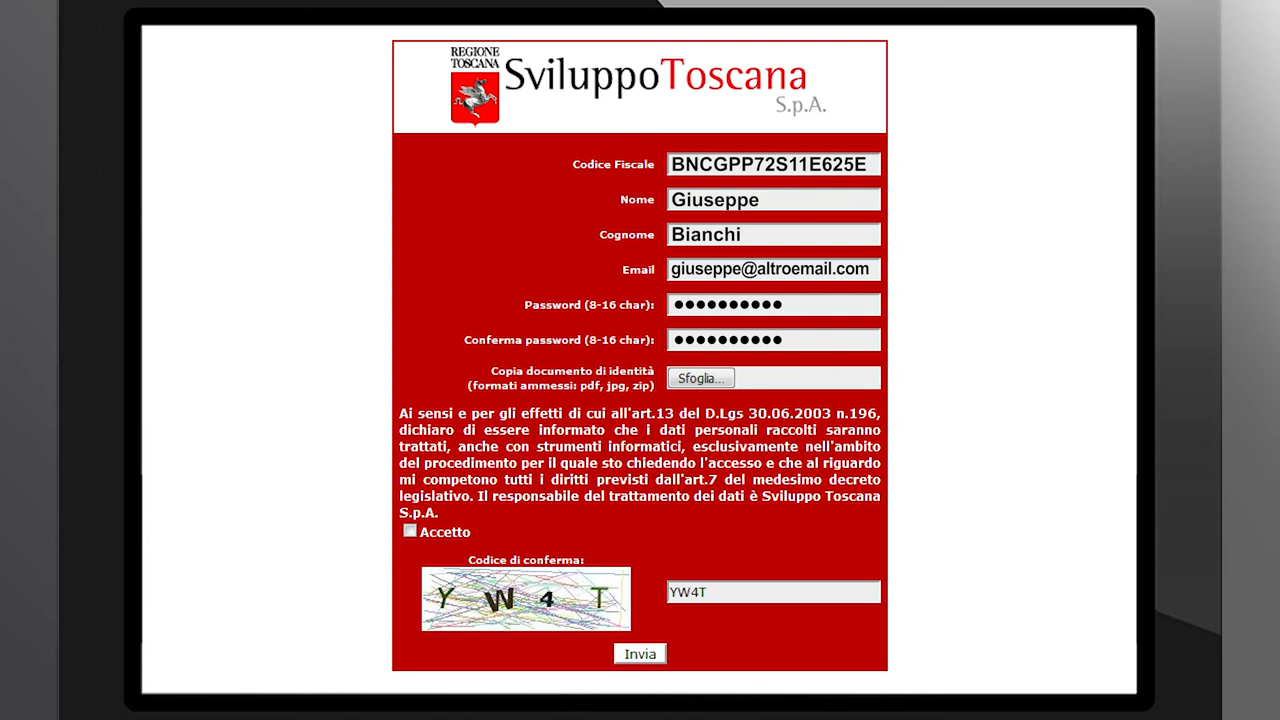 REGIONE
TOSCANA
SviluppoToscana
S.p.A.
Codice Fiscale BNCGPP72S11E625E
Nome Giuseppe
Cognome Bianchi
Email giuseppe@altroemail.com
Password (8-16 char): ●●●●●●●●●●
Conferma password (8-16 char): ●●●●●●●●●●
Copia documento di identità
(formati ammessi: pdf, jpg, zip) Sfoglia...
Ai sensi e per gli effetti di cui all'art.13 del D.Lgs 30.06.2003 n.196,
dichiaro di essere informato che i dati personali raccolti saranno
trattati, anche con strumenti informatici, esclusivamente nell'ambito
del procedimento per il quale sto chiedendo l'accesso e che al riguardo
mi competono tutti i diritti previsti dall'art.7 del medesimo decreto
legislativo. Il responsabile del trattamento dei dati è Sviluppo Toscana
S.p.A.
Accetto
Codice di conferma:
Y W 4 T YW4T
Invia